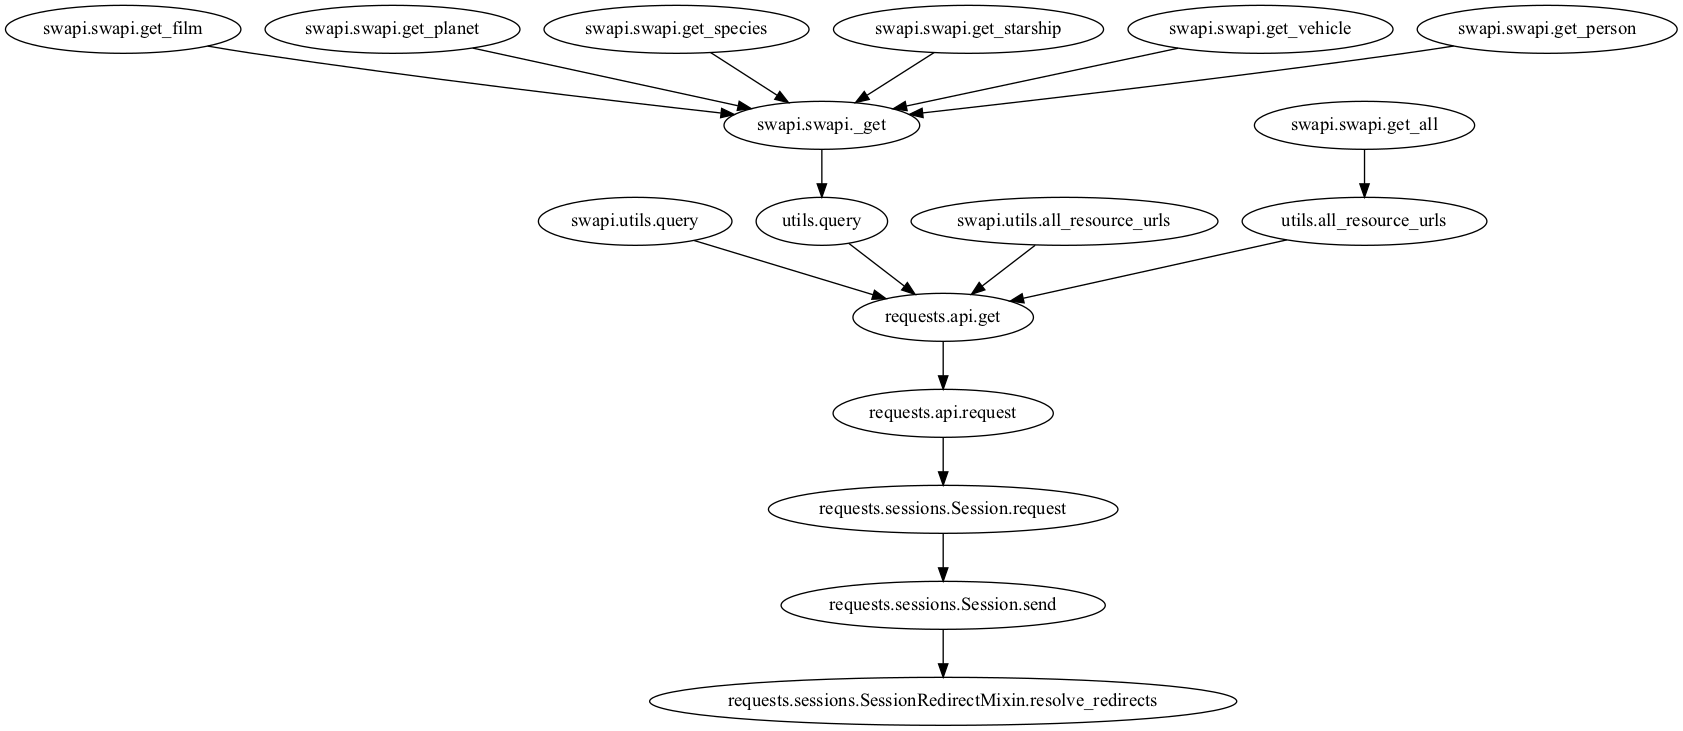 swapi.swapi.get_film
swapi.swapi.get_planet
swapi.swapi.get_species
swapi.swapi.get_starship
swapi.swapi.get_vehicle
swapi.swapi.get_person
swapi.swapi._get
swapi.swapi.get_all
swapi.utils.query
utils.query
swapi.utils.all_resource_urls
utils.all_resource_urls
requests.api.get
requests.api.request
requests.sessions.Session.request
requests.sessions.Session.send
requests.sessions.SessionRedirectMixin.resolve_redirects